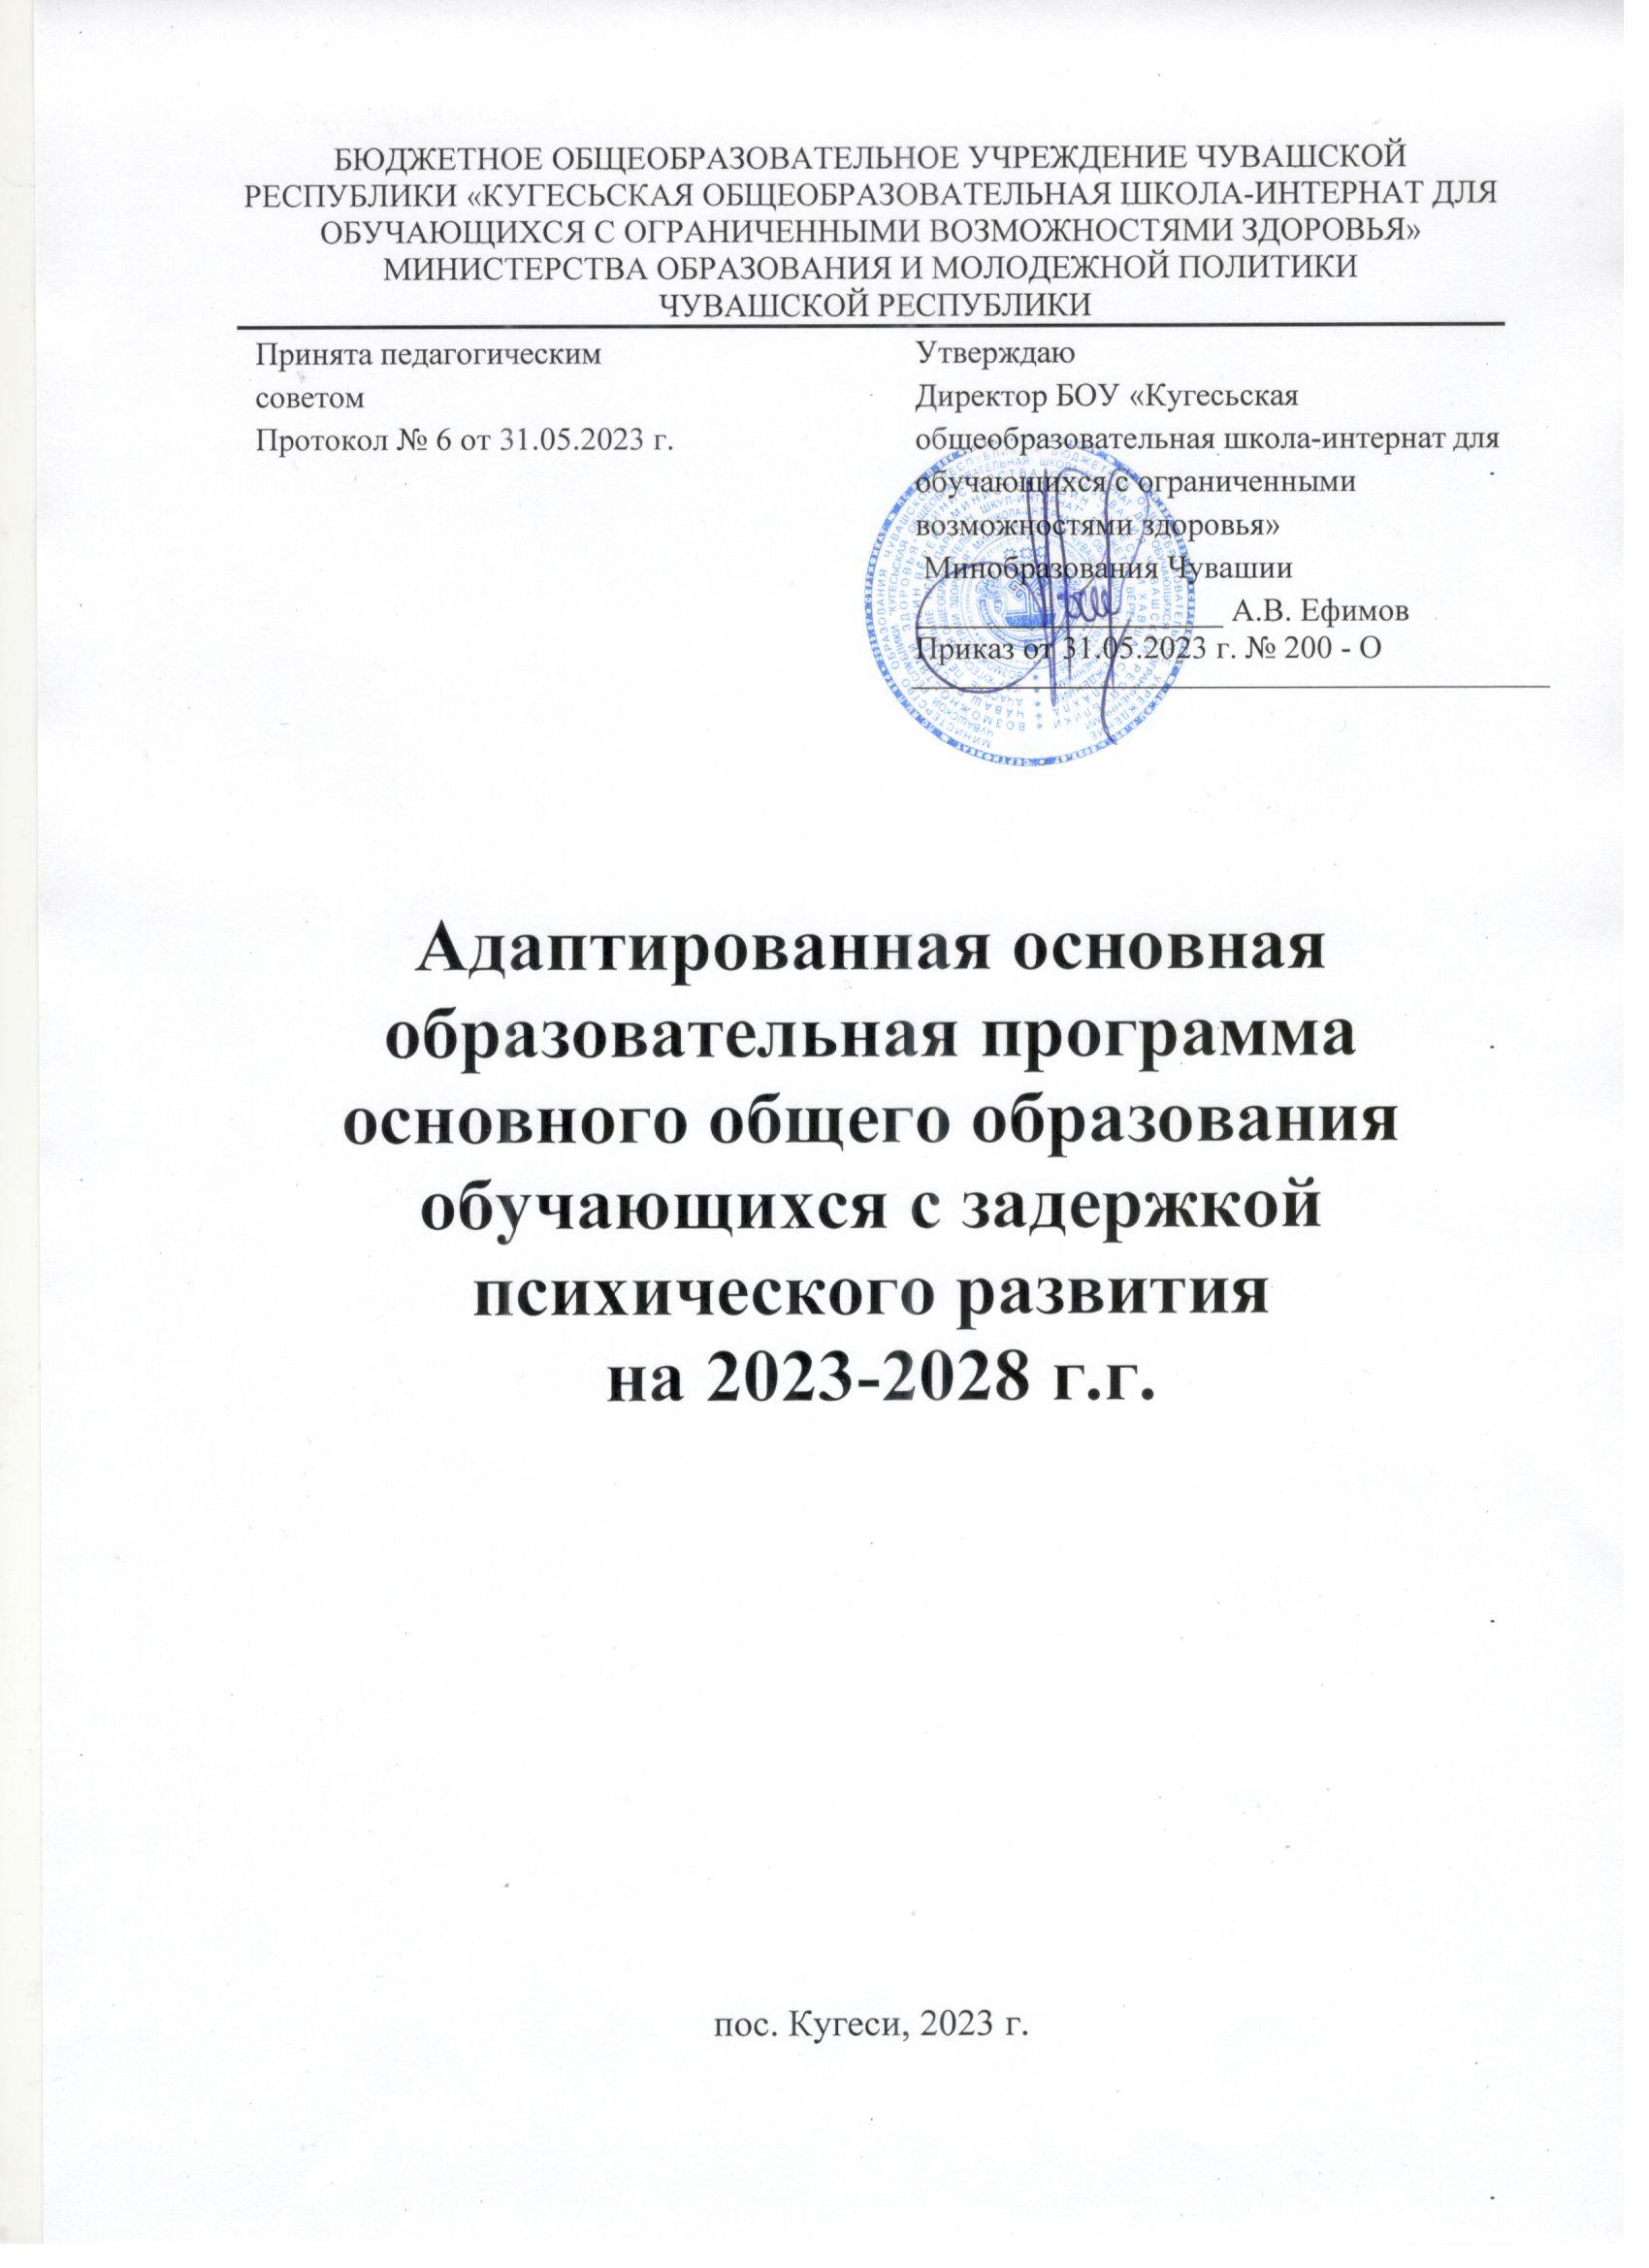 БЮДЖЕТНОЕ ОБЩЕОБРАЗОВАТЕЛЬНОЕ УЧРЕЖДЕНИЕ ЧУВАШСКОЙ
РЕСПУБЛИКИ «КУГЕСЬСКАЯ ОБЩЕОБРАЗОВАТЕЛЬНАЯ ШКОЛА-ИНТЕРНАТ ДЛЯ
ОБУЧАЮЩИХСЯ С ОГРАНИЧЕННЫМИ ВОЗМОЖНОСТЯМИ ЗДОРОВЬЯ»
МИНИСТЕРСТВА ОБРАЗОВАНИЯ И МОЛОДЕЖНОЙ ПОЛИТИКИ
ЧУВАШСКОЙ РЕСПУБЛИКИ
Принята педагогическим
советом
Протокол № 6 от 31.05.2023 г.
Утверждаю
Директор БОУ «Кугесьская
общеобразовательная школа-интернат для
обучающихся с ограниченными
возможностями здоровья»
Минобразования Чувашии
А.В. Ефимов
Приказ от 31.05.2023 г. № 200 - О
Адаптированная основная
образовательная программа
основного общего образования
обучающихся с задержкой
психического развития
на 2023-2028 г.г.
пос. Кугеси, 2023 г.